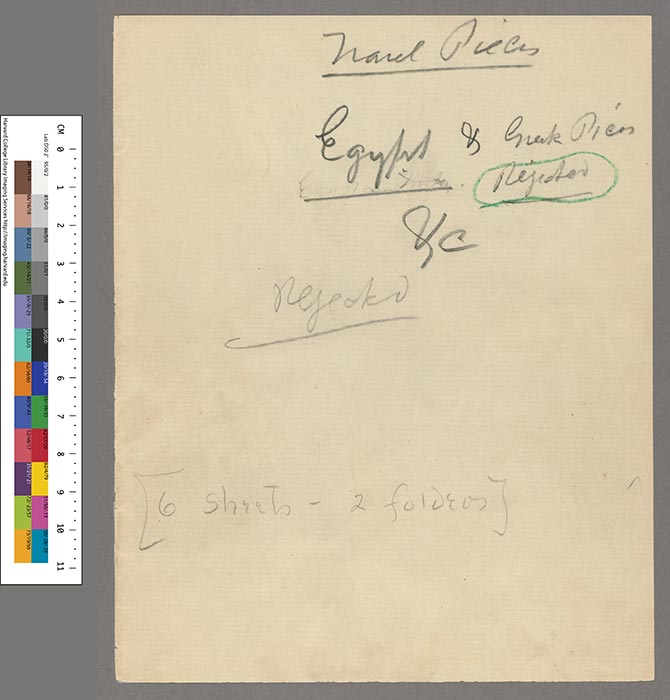 Travel Pieces
Egypt & Greek Pieces
Rejected
&c
Rejected
[6 sheets - 2 folders]
CM 0 1 2 3 4 5 6 7 8 9 10 11
Harvard College Library Imaging Services http://imaging.harvard.edu